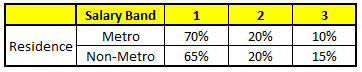 Salary Band 1 2 3
Residence Metro 70% 20% 10%
Non-Metro 65% 20% 15%